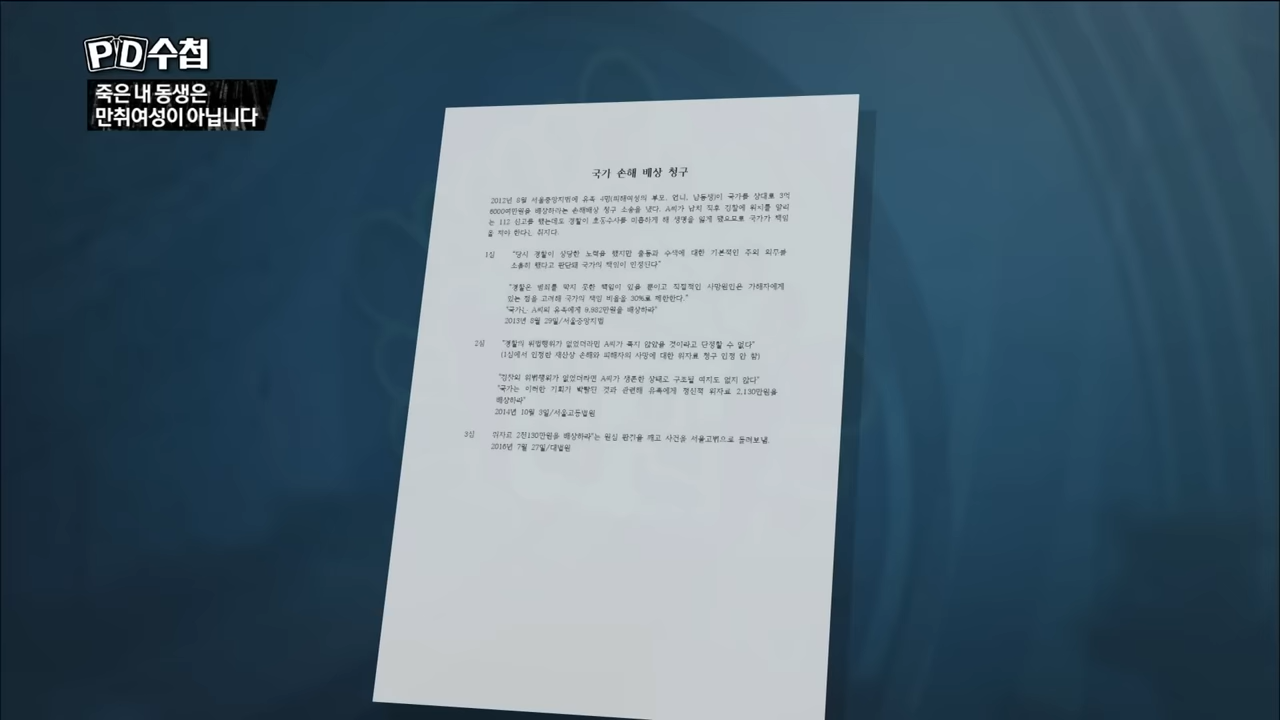 PD수첩
죽은 내 동생은
만취여성이 아닙니다
국가 손해 배상 청구
2012년 8월 서울중앙지법에 유족 4명(피해여성의 부모, 언니, 남동생)이 국가를 상대로 3억
6000여만원을 배상하라는 손해배상 청구 소송을 냈다. A씨가 납치 직후 경찰에 위치를 알리
는 112 신고를 했는데도 경찰이 초동수사를 미흡하게 해 생명을 잃게 됐으므로 국가가 책임
을 져야 한다는 취지다.
1심 "당시 경찰이 상당한 노력을 했지만 출동과 수색에 대한 기본적인 주의 의무를
소홀히 했다고 판단돼 국가의 책임이 인정된다"
"경찰은 범죄를 막지 못한 책임이 있을 뿐이고 직접적인 사망원인은 가해자에게
있는 점을 고려해 국가의 책임 비율을 30%로 제한한다."
"국가는 A씨의 유족에게 9,982만원을 배상하라"
2013년 8월 29일/서울중앙지법
2심 "경찰의 위법행위가 없었더라면 A씨가 죽지 않았을 것이라고 단정할 수 없다"
(1심에서 인정한 재산상 손해와 피해자의 사망에 대한 위자료 청구 인정 안 함)
"경찰의 위법행위가 없었더라면 A씨가 생존한 상태로 구조될 여지도 없지 않다"
"국가는 이러한 기회가 박탈된 것과 관련해 유족에게 정신적 위자료 2,130만원을
배상하라"
2014년 10월 3일/서울고등법원
3심 위자료 2천130만원을 배상하라"는 원심 판결을 깨고 사건을 서울고법으로 돌려보냄.
2016년 7월 27일/대법원